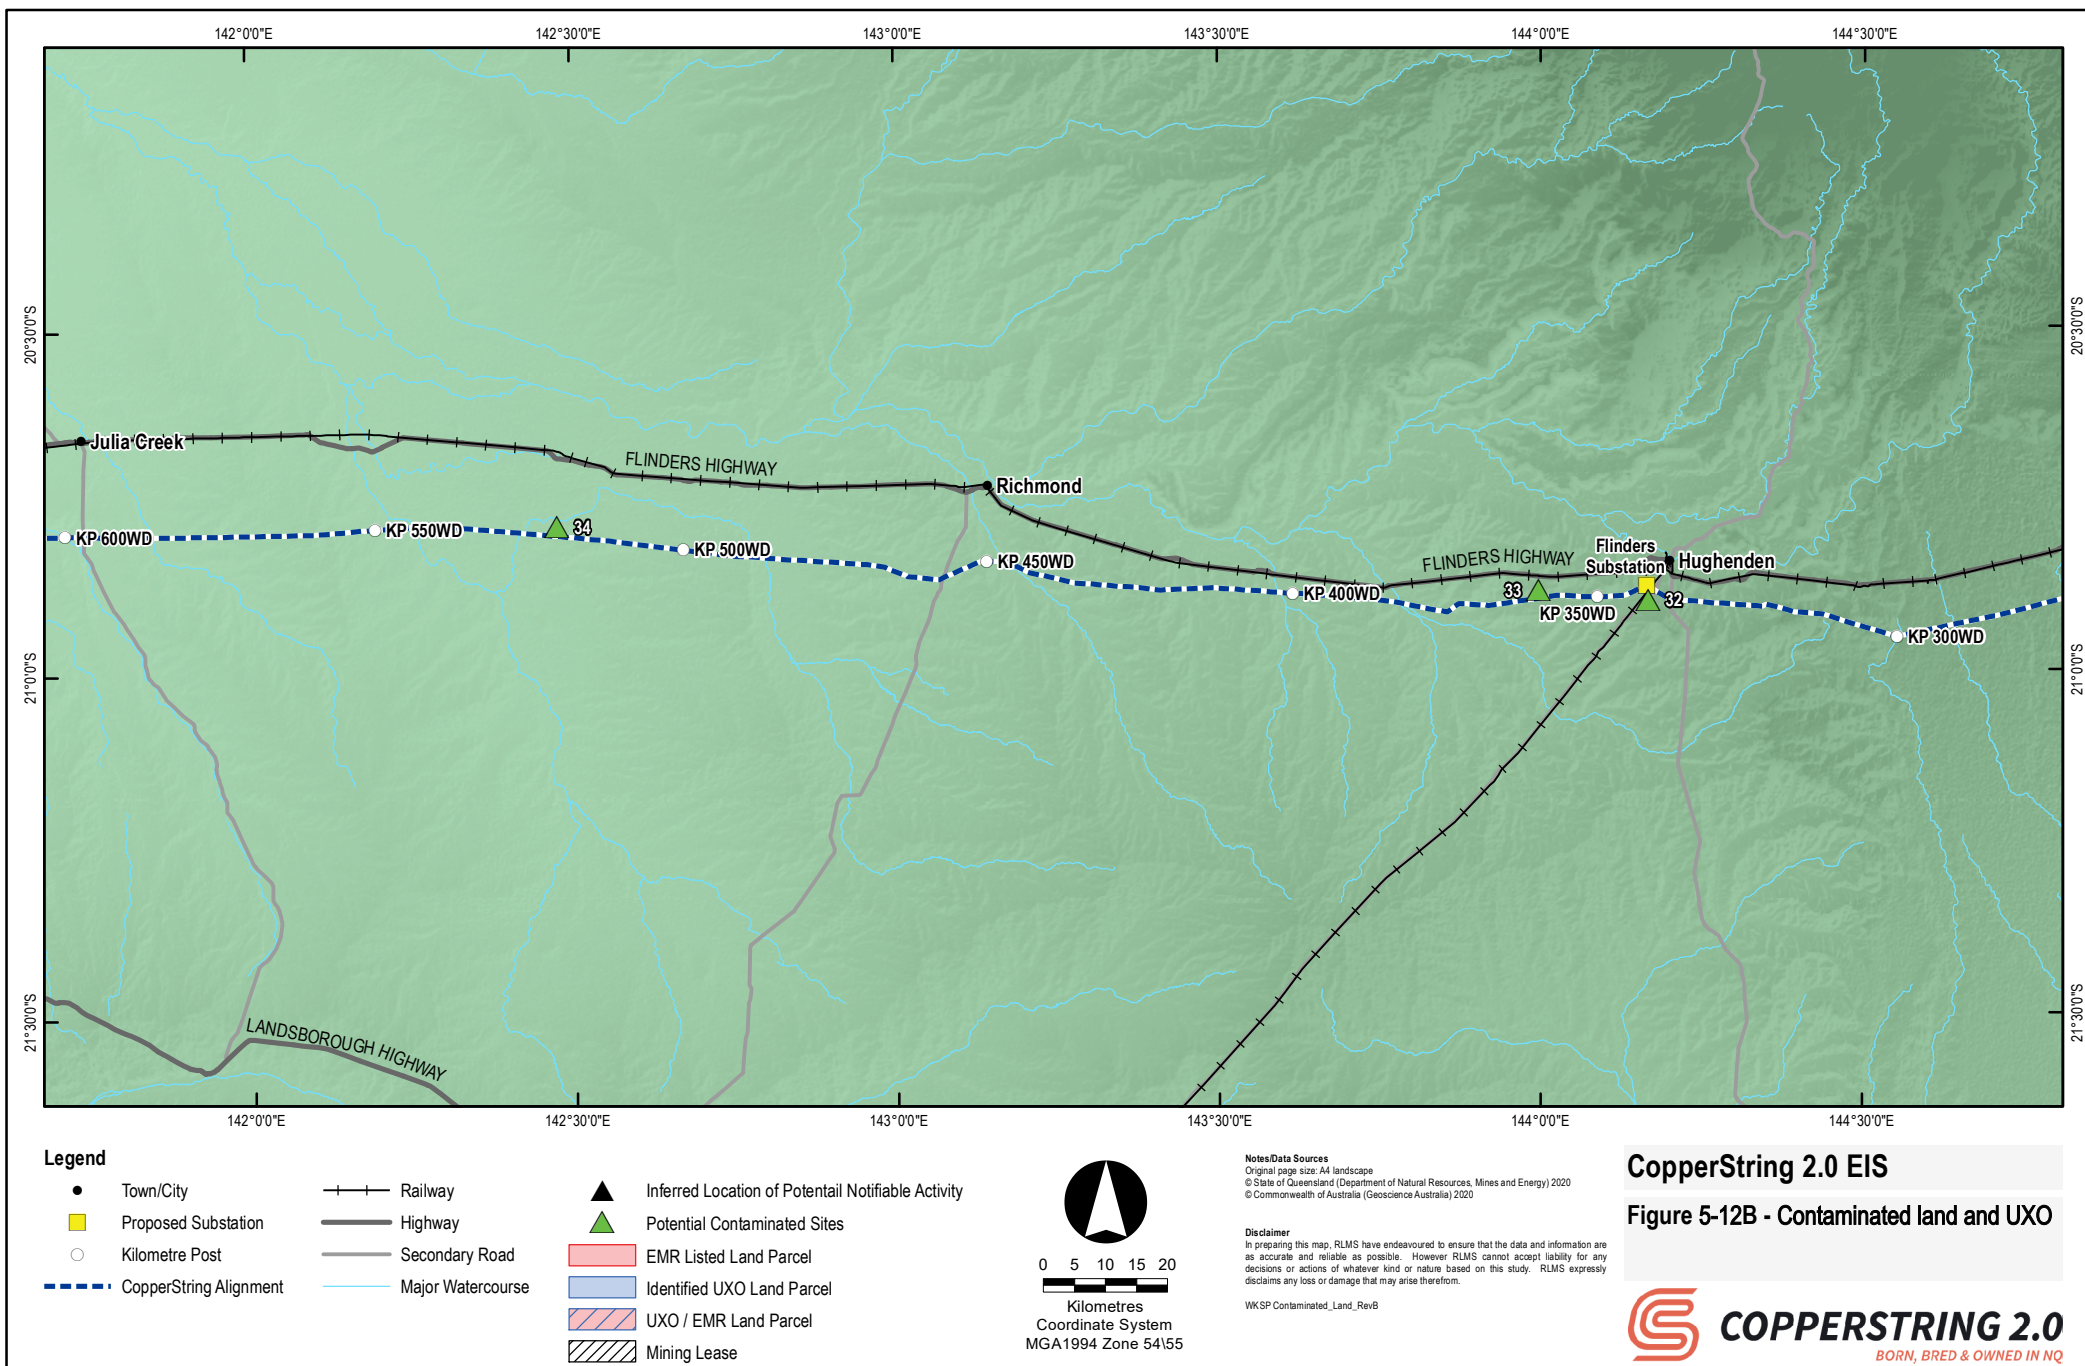 142°0'0"E
142°30'0"E
143°0'0"E
143°30'0"E
144°0'0"E
144°30'0"E
20°30'0"S
20°30'0"S
Julia Creek
FLINDERS HIGHWAY
Richmond
34
KP 600WD
KP 550WD
KP 500WD
KP 450WD
FLINDERS HIGHWAY
Flinders
Substation
Hughenden
KP 400WD
33
KP 350WD
32
KP 300WD
21°0'0"S
21°0'0"S
21°30'0"S
21°30'0"S
LANDSBOROUGH HIGHWAY
142°0'0"E
142°30'0"E
143°0'0"E
143°30'0"E
144°0'0"E
144°30'0"E
Legend
Town/City
Proposed Substation
Kilometre Post
CopperString Alignment
Railway
Highway
Secondary Road
Major Watercourse
Inferred Location of Potentail Notifiable Activity
Potential Contaminated Sites
EMR Listed Land Parcel
Identified UXO Land Parcel
UXO / EMR Land Parcel
Mining Lease
0 5 10 15 20
Kilometres
Coordinate System
MGA1994 Zone 54\55
Notes/Data Sources
Original page size: A4 landscape
© State of Queensland (Department of Natural Resources, Mines and Energy) 2020
© Commonwealth of Australia (Geoscience Australia) 2020
Disclaimer
In preparing this map, RLMS have endeavoured to ensure that the data and information are
as accurate and reliable as possible. However RLMS cannot accept liability for any
decisions or actions of whatever kind or nature based on this study. RLMS expressly
disclaims any loss or damage that may arise therefrom.
WKSP Contaminated_Land_RevB
CopperString 2.0 EIS
Figure 5-12B - Contaminated land and UXO
COPPERSTRING 2.0
BORN, BRED & OWNED IN NQ